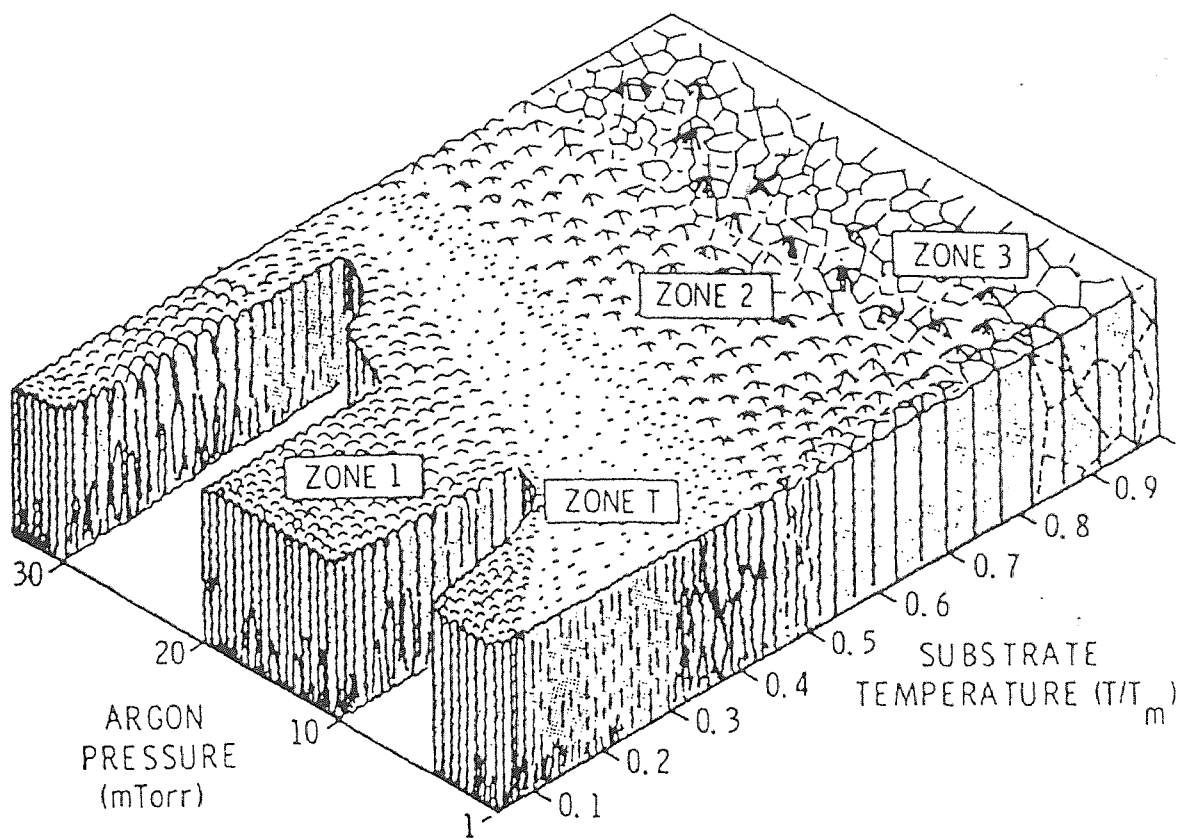 ZONE 3
ZONE 2
ZONE 1
ZONE T
30
20
10
1
ARGON
PRESSURE
(mTorr)
0.1
0.2
0.3
0.4
0.5
0.6
0.7
0.8
0.9
SUBSTRATE
TEMPERATURE (T/Tm)